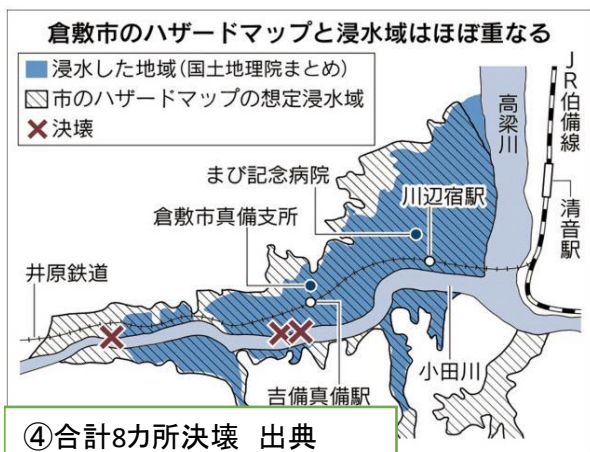 倉敷市のハザードマップと浸水域はほぼ重なる
浸水した地域(国土地理院まとめ)
市のハザードマップの想定浸水域
決壊
高梁川
JR伯備線
まび記念病院
川辺宿駅
清音駅
倉敷市真備支所
井原鉄道
小田川
吉備真備駅
④合計8カ所決壊 出典